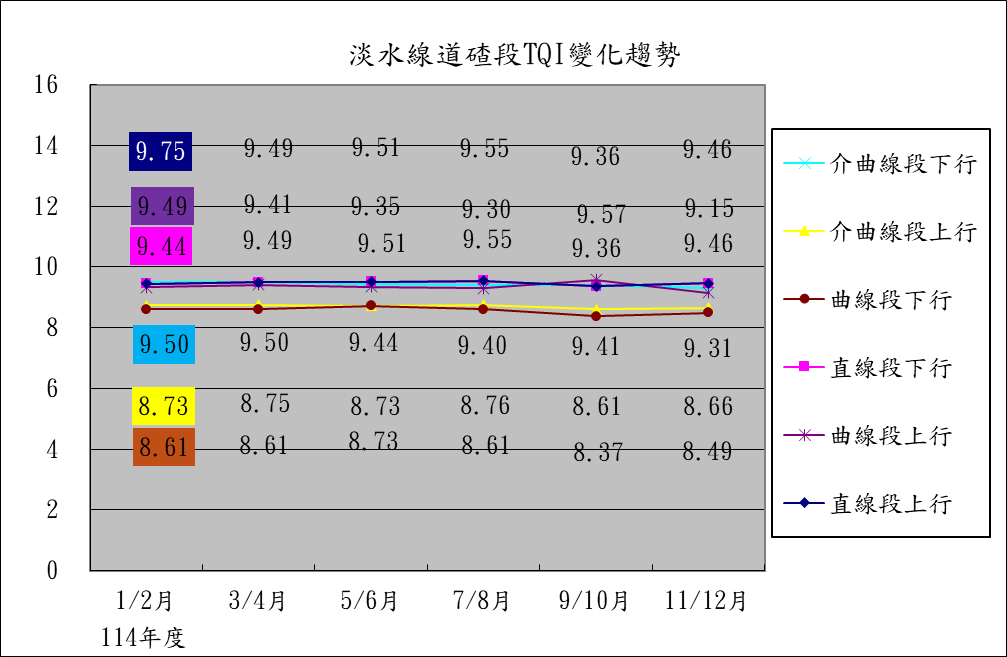 淡水線道碴段TQI變化趨勢
16
14
12
10
8
6
4
2
0
9.75 9.49 9.51 9.55 9.36 9.46
9.49 9.41 9.35 9.30 9.57 9.15
9.44 9.49 9.51 9.55 9.36 9.46
9.50 9.50 9.44 9.40 9.41 9.31
8.73 8.75 8.73 8.76 8.61 8.66
8.61 8.61 8.73 8.61 8.37 8.49
1/2月 3/4月 5/6月 7/8月 9/10月 11/12月
114年度
介曲線段下行
介曲線段上行
曲線段下行
直線段下行
曲線段上行
直線段上行